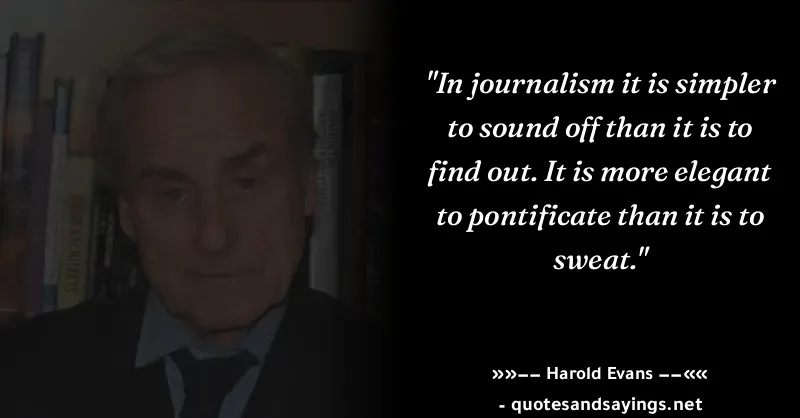 "In journalism it is simpler
to sound off than it is to
find out. It is more elegant
to pontificate than it is to
sweat."
»»−− Harold Evans −−««
- quotesandsayings.net